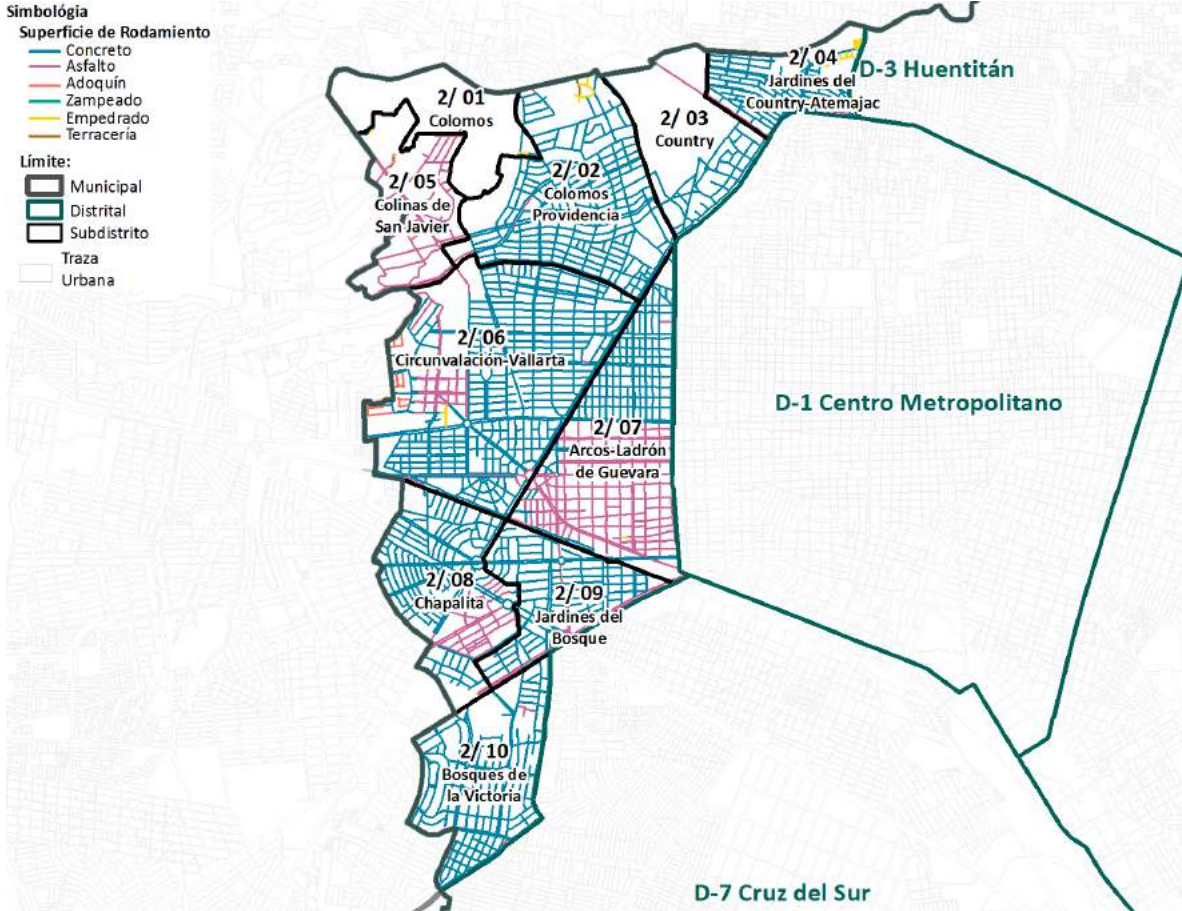 Simbología
Superficie de Rodamiento
Concreto
Asfalto
Adoquín
Zampeado
Empedrado
Terracería
Límite:
Municipal
Distrital
Subdistrito
Traza
Urbana
2/ 01
Colomos
2/ 02
Colomos
Providencia
2/ 03
Country
2/ 04
Jardines del
Country-Atemajac
D-3 Huentitán
2/ 05
Colinas de
San Javier
2/ 06
Circunvalación-Vallarta
2/ 07
Arcos-Ladrón
de Guevara
D-1 Centro Metropolitano
2/ 08
Chapalita
2/ 09
Jardines del
Bosque
2/ 10
Bosques de
la Victoria
D-7 Cruz del Sur